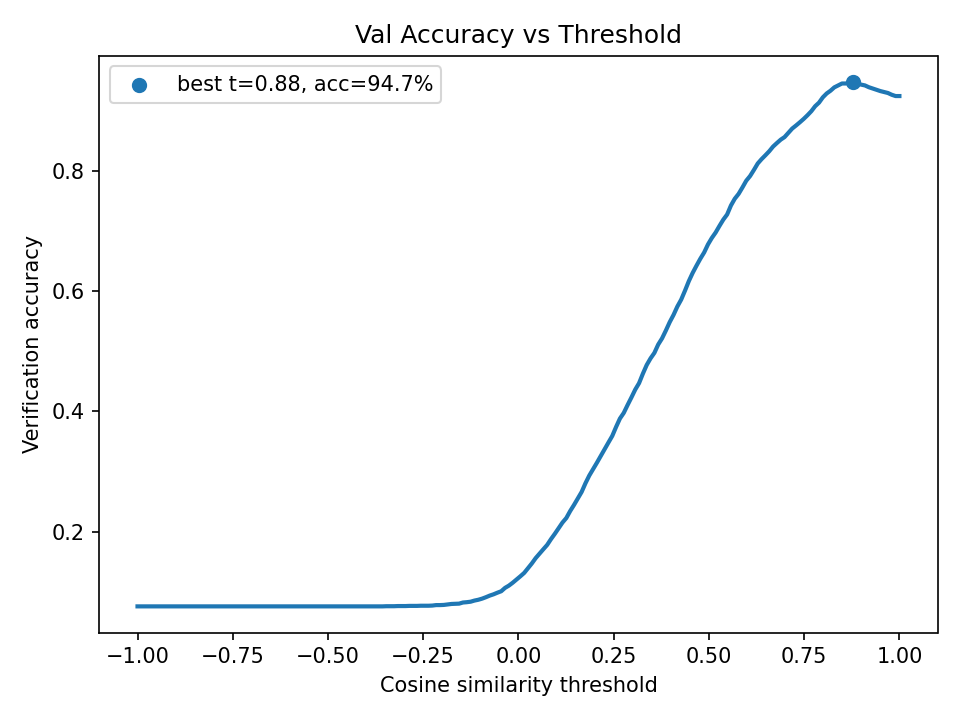 Val Accuracy vs Threshold
best t=0.88, acc=94.7%
Verification accuracy
0.8
0.6
0.4
0.2
−1.00 −0.75 −0.50 −0.25 0.00 0.25 0.50 0.75 1.00
Cosine similarity threshold